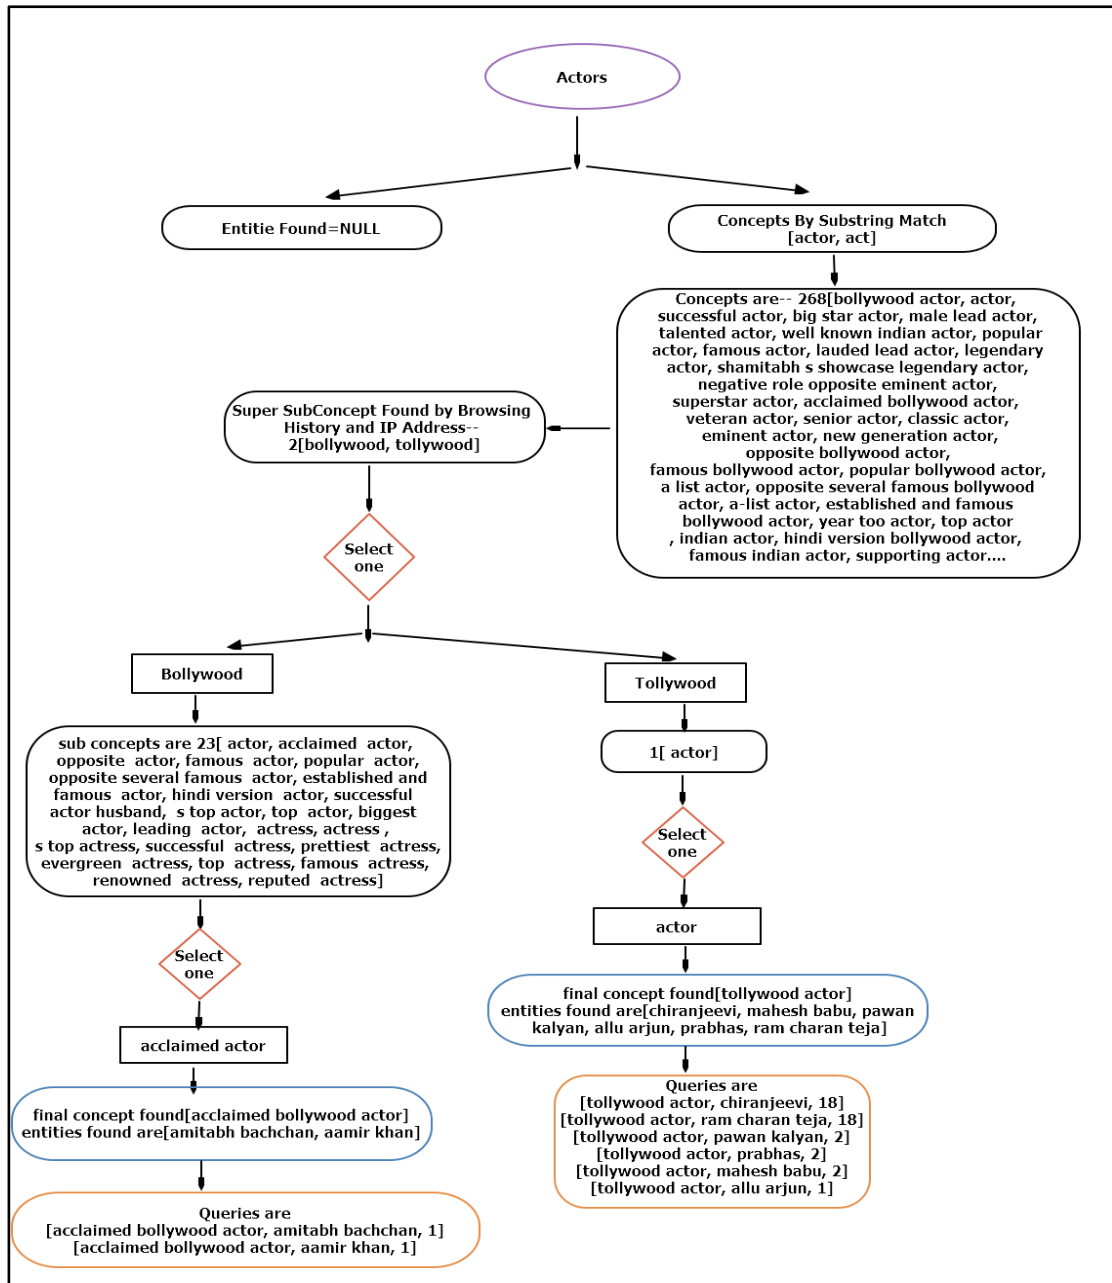 Actors
Entitie Found=NULL
Concepts By Substring Match
[actor, act]
Concepts are-- 268[bollywood actor, actor,
successful actor, big star actor, male lead actor,
talented actor, well known indian actor, popular
actor, famous actor, lauded lead actor, legendary
actor, shamitabh s showcase legendary actor,
negative role opposite eminent actor,
superstar actor, acclaimed bollywood actor,
veteran actor, senior actor, classic actor,
eminent actor, new generation actor,
opposite bollywood actor,
famous bollywood actor, popular bollywood actor,
a list actor, opposite several famous bollywood
actor, a-list actor, established and famous
bollywood actor, year too actor, top actor
, indian actor, hindi version bollywood actor,
famous indian actor, supporting actor....
Super SubConcept Found by Browsing
History and IP Address--
2[bollywood, tollywood]
Select
one
Bollywood
sub concepts are 23[ actor, acclaimed  actor,
opposite  actor, famous  actor, popular  actor,
opposite several famous  actor, established and
famous  actor, hindi version  actor, successful
actor husband,  s top actor, top  actor, biggest
actor, leading  actor,  actress, actress ,
s top actress, successful  actress, prettiest  actress,
evergreen  actress, top  actress, famous  actress,
renowned  actress, reputed  actress]
Select
one
acclaimed actor
final concept found[acclaimed bollywood actor]
entities found are[amitabh bachchan, aamir khan]
Queries are
[acclaimed bollywood actor, amitabh bachchan, 1]
[acclaimed bollywood actor, aamir khan, 1]
Tollywood
1[ actor]
Select
one
actor
final concept found[tollywood actor]
entities found are[chiranjeevi, mahesh babu, pawan
kalyan, allu arjun, prabhas, ram charan teja]
Queries are
[tollywood actor, chiranjeevi, 18]
[tollywood actor, ram charan teja, 18]
[tollywood actor, pawan kalyan, 2]
[tollywood actor, prabhas, 2]
[tollywood actor, mahesh babu, 2]
[tollywood actor, allu arjun, 1]